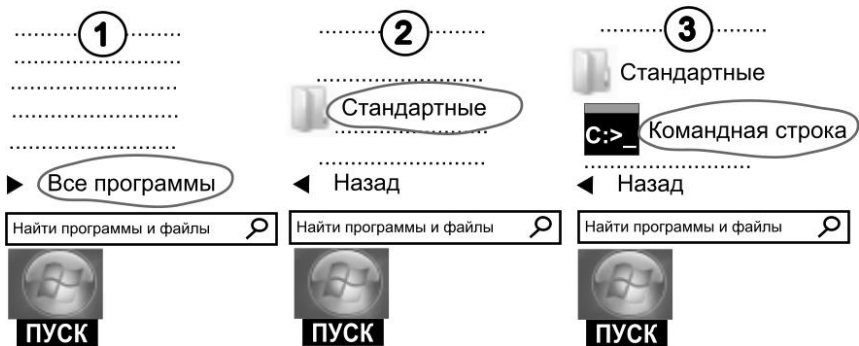 1
Все программы
Найти программы и файлы
ПУСК
2
Стандартные
Назад
Найти программы и файлы
ПУСК
3
Стандартные
C:>_
Командная строка
Назад
Найти программы и файлы
ПУСК